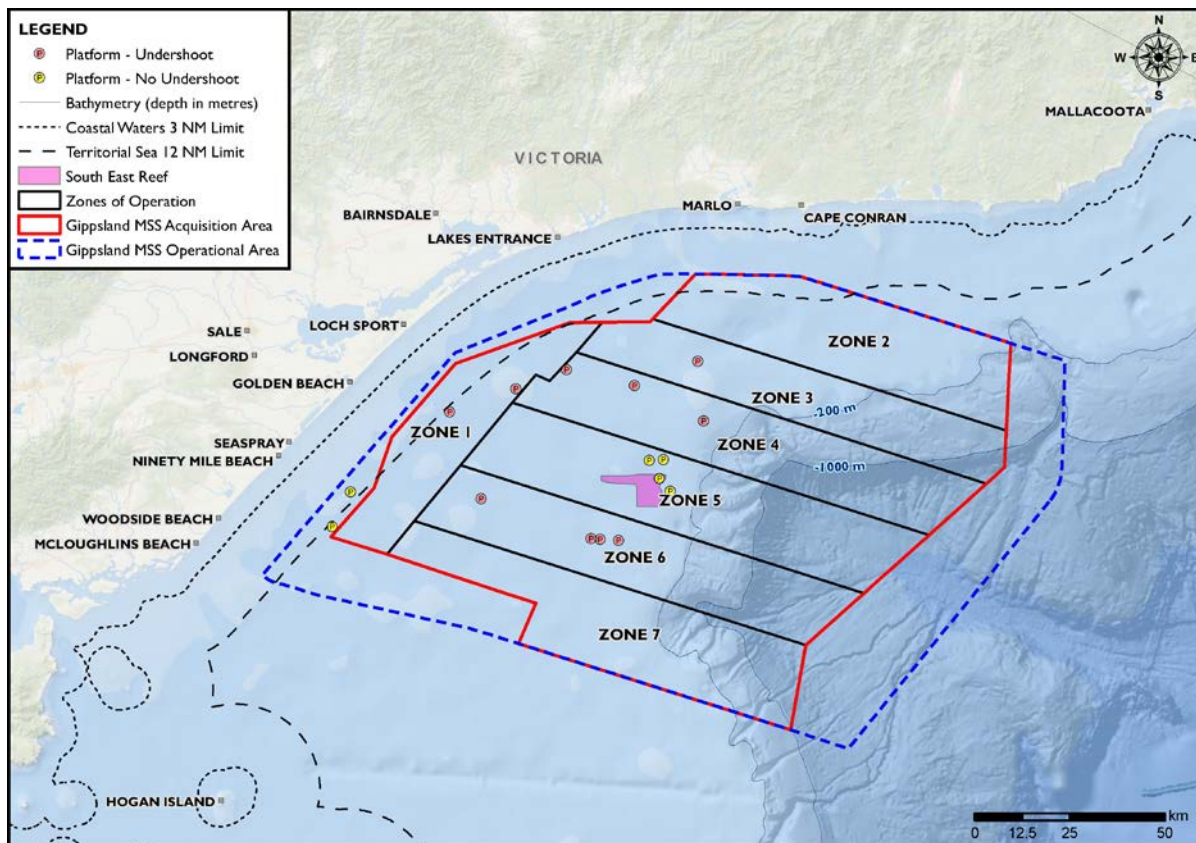 LEGEND
P Platform - Undershoot
P Platform - No Undershoot
Bathymetry (depth in metres)
Coastal Waters 3 NM Limit
Territorial Sea 12 NM Limit
South East Reef
Zones of Operation
Gippsland MSS Acquisition Area
Gippsland MSS Operational Area
N
W E
S
MALLACOOTA
VICTORIA
BAIRNSDALE
MARLO
CAPE CONRAN
LAKES ENTRANCE
SALE
LOCH SPORT
LONGFORD
GOLDEN BEACH
SEASPRAY
NINETY MILE BEACH
WOODSIDE BEACH
MCLOUGHLINS BEACH
HOGAN ISLAND
ZONE 2
P
ZONE 3
P
P
P
P
ZONE 1
P
-200 m
ZONE 4
P P
-1000 m
P
P
P
ZONE 5
P
P
P P P
ZONE 6
ZONE 7
km
0 12.5 25 50